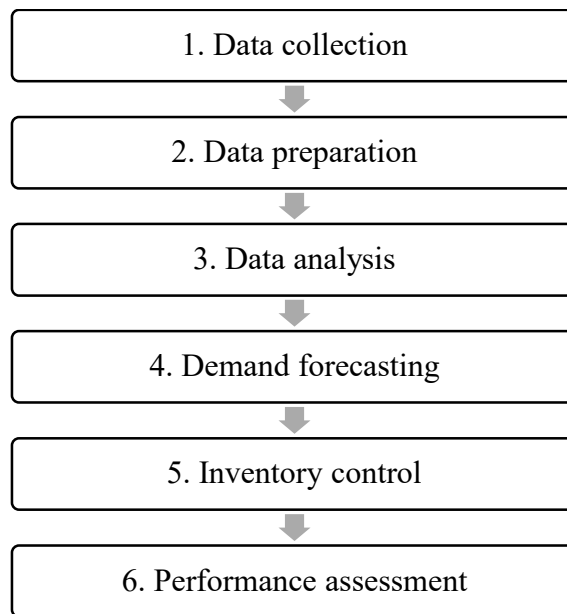 1. Data collection
2. Data preparation
3. Data analysis
4. Demand forecasting
5. Inventory control
6. Performance assessment